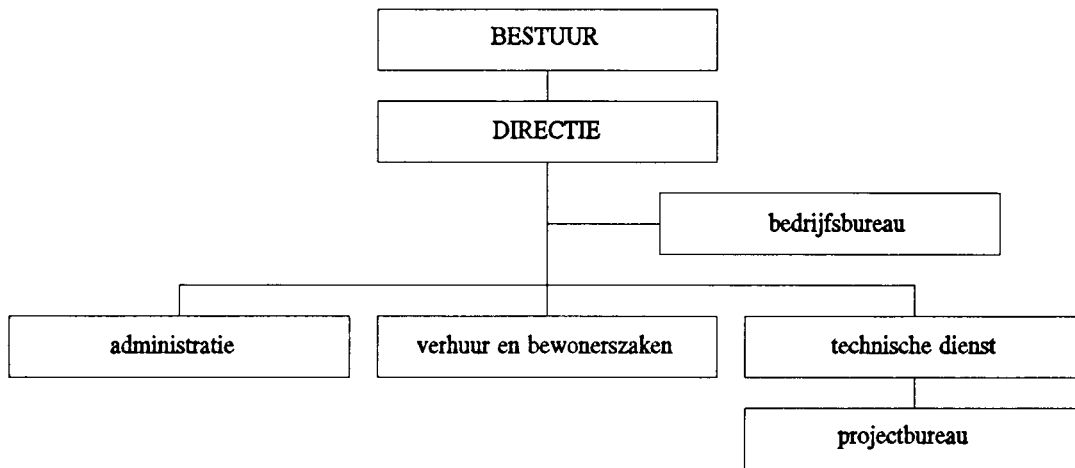 BESTUUR
DIRECTIE
bedrijfsbureau
administratie
verhuur en bewonerszaken
technische dienst
projectbureau